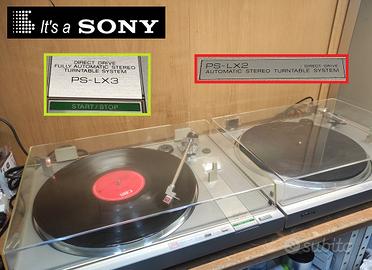 It's a SONY
DIRECT DRIVE
FULLY AUTOMATIC STEREO
TURNTABLE SYSTEM
PS-LX3
START/STOP
PS-LX2 DIRECT DRIVE
AUTOMATIC STEREO TURNTABLE SYSTEM
CBS
subito